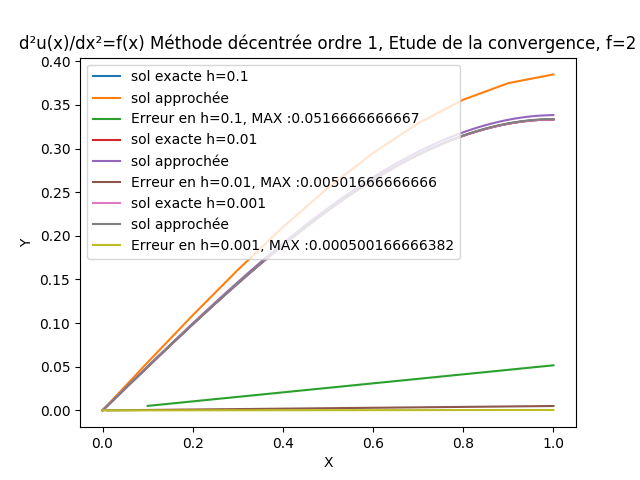 d²u(x)/dx²=f(x) Méthode décentrée ordre 1, Etude de la convergence, f=2
0.40
0.35
0.30
0.25
0.20
0.15
0.10
0.05
0.00
Y
sol exacte h=0.1
sol approchée
Erreur en h=0.1, MAX :0.0516666666667
sol exacte h=0.01
sol approchée
Erreur en h=0.01, MAX :0.00501666666666
sol exacte h=0.001
sol approchée
Erreur en h=0.001, MAX :0.000500166666382
0.0 0.2 0.4 0.6 0.8 1.0
X